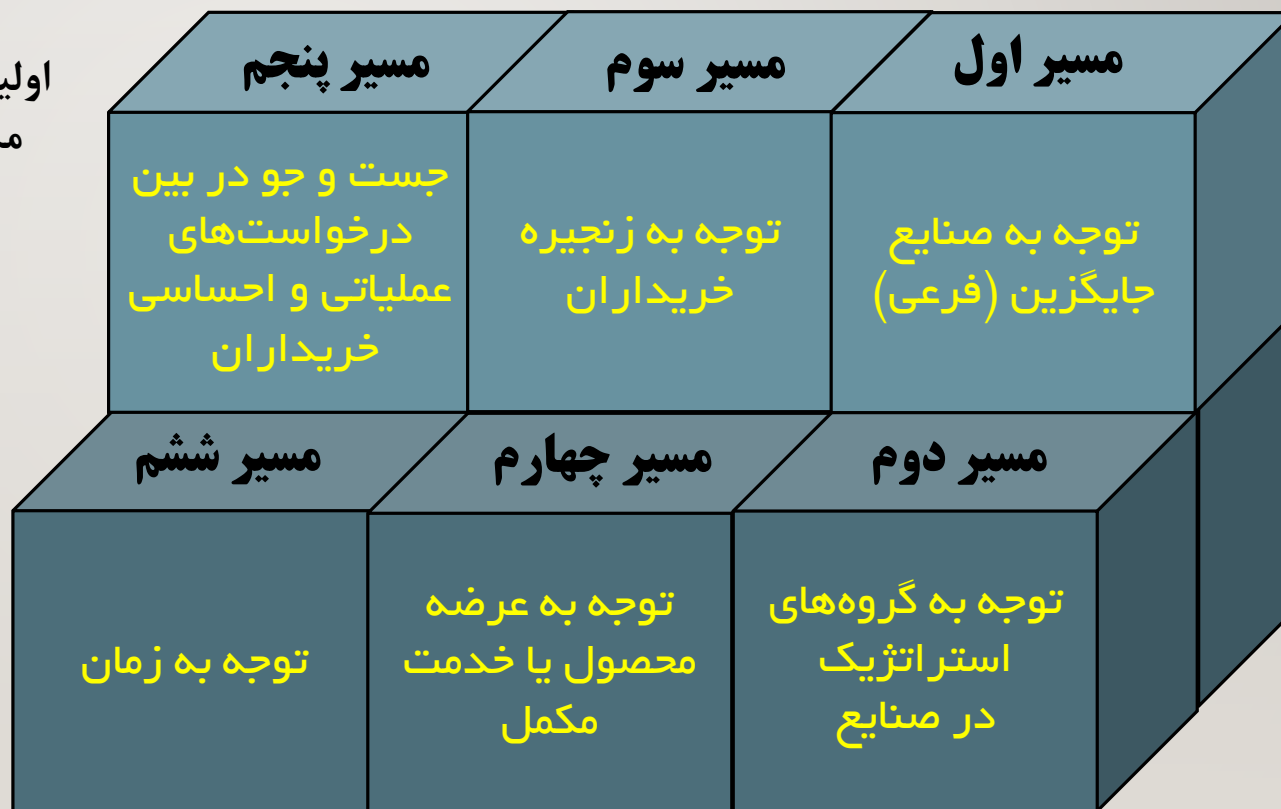 مسیر اول
توجه به صنایع
جایگزین (فرعی)
مسیر سوم
توجه به زنجیره
خریداران
مسیر پنجم
جست و جو در بین
درخواست‌های
عملیاتی و احساسی
خریداران
مسیر دوم
توجه به گروه‌های
استراتژیک
در صنایع
مسیر چهارم
توجه به عرضه
محصول یا خدمت
مکمل
مسیر ششم
توجه به زمان